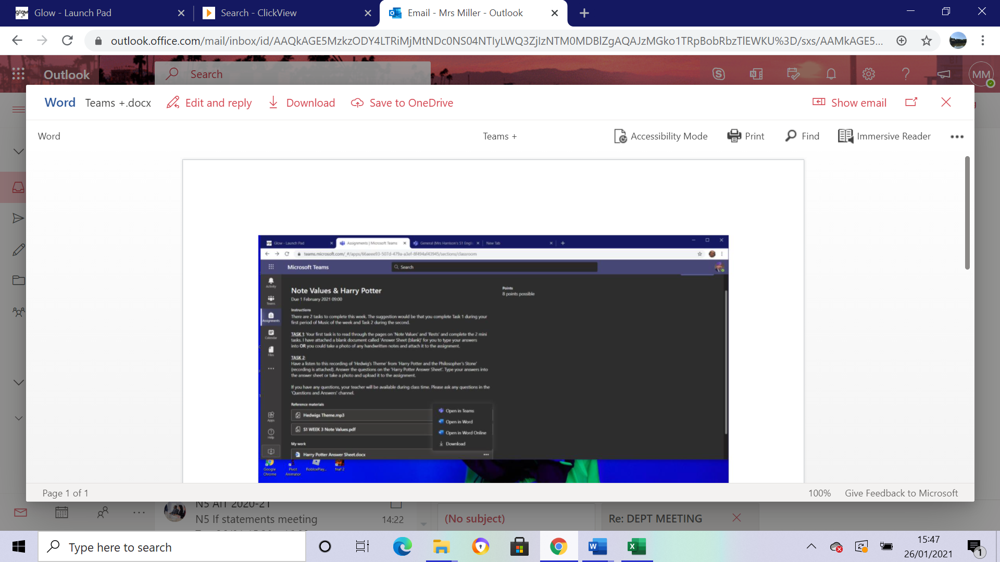 Glow - Launch Pad
Search - ClickView
Email - Mrs Miller - Outlook
outlook.office.com/mail/inbox/id/AAQkAGE5MzkzODY4LTRiMjMtNDc0NS04NTIyLWQ3ZjIzNTM0MDBlZgAQAJzMGko1TRpBobRbzTlEWKU%3D/sxs/AAMkAGE5...
Outlook
Search
MM
Word Teams +.docx Edit and reply Download Save to OneDrive Show email
Word Teams + Accessibility Mode Print Find Immersive Reader
Glow - Launch Pad
Assignments | Microsoft Teams
General (Mrs Harrison's S1 Engli
New Tab
teams.microsoft.com/_#/apps/66aeee93-507d-479a-a3ef-8f494af43945/sections/classroom
Microsoft Teams
Search
Activity
Teams
Assignments
Calendar
Files
Apps
Help
Note Values & Harry Potter
Due 1 February 2021 09:00
Points
8 points possible
Instructions
There are 2 tasks to complete this week. The suggestion would be that you complete Task 1 during your
first period of Music of the week and Task 2 during the second.
TASK 1: Your first task is to read through the pages on 'Note Values' and 'Rests' and complete the 2 mini
tasks. I have attached a blank document called 'Answer Sheet (blank)' for you to type your answers
into OR you could take a photo of any handwritten notes and attach it to the assignment.
TASK 2:
Have a listen to this recording of 'Hedwig's Theme' from 'Harry Potter and the Philosopher's Stone'
(recording is attached). Answer the questions on the 'Harry Potter Answer Sheet'. Type your answers into
the answer sheet or take a photo and upload it to the assignment.
If you have any questions, your teacher will be available during class time. Please ask any questions in the
'Questions and Answers' channel.
Reference materials
Hedwigs Theme.mp3
S1 WEEK 3 Note Values.pdf
My work
Harry Potter Answer Sheet.docx
Open in Teams
Open in Word
Open in Word Online
Download
Google
Chrome
Pivot
Animator
RobloxPlay...
fnaf 2
Page 1 of 1
100% Give Feedback to Microsoft
N5 AIT 2020-21
N5 If statements meeting
14:22
(No subject)
Re: DEPT MEETING
Type here to search
15:47
26/01/2021
1